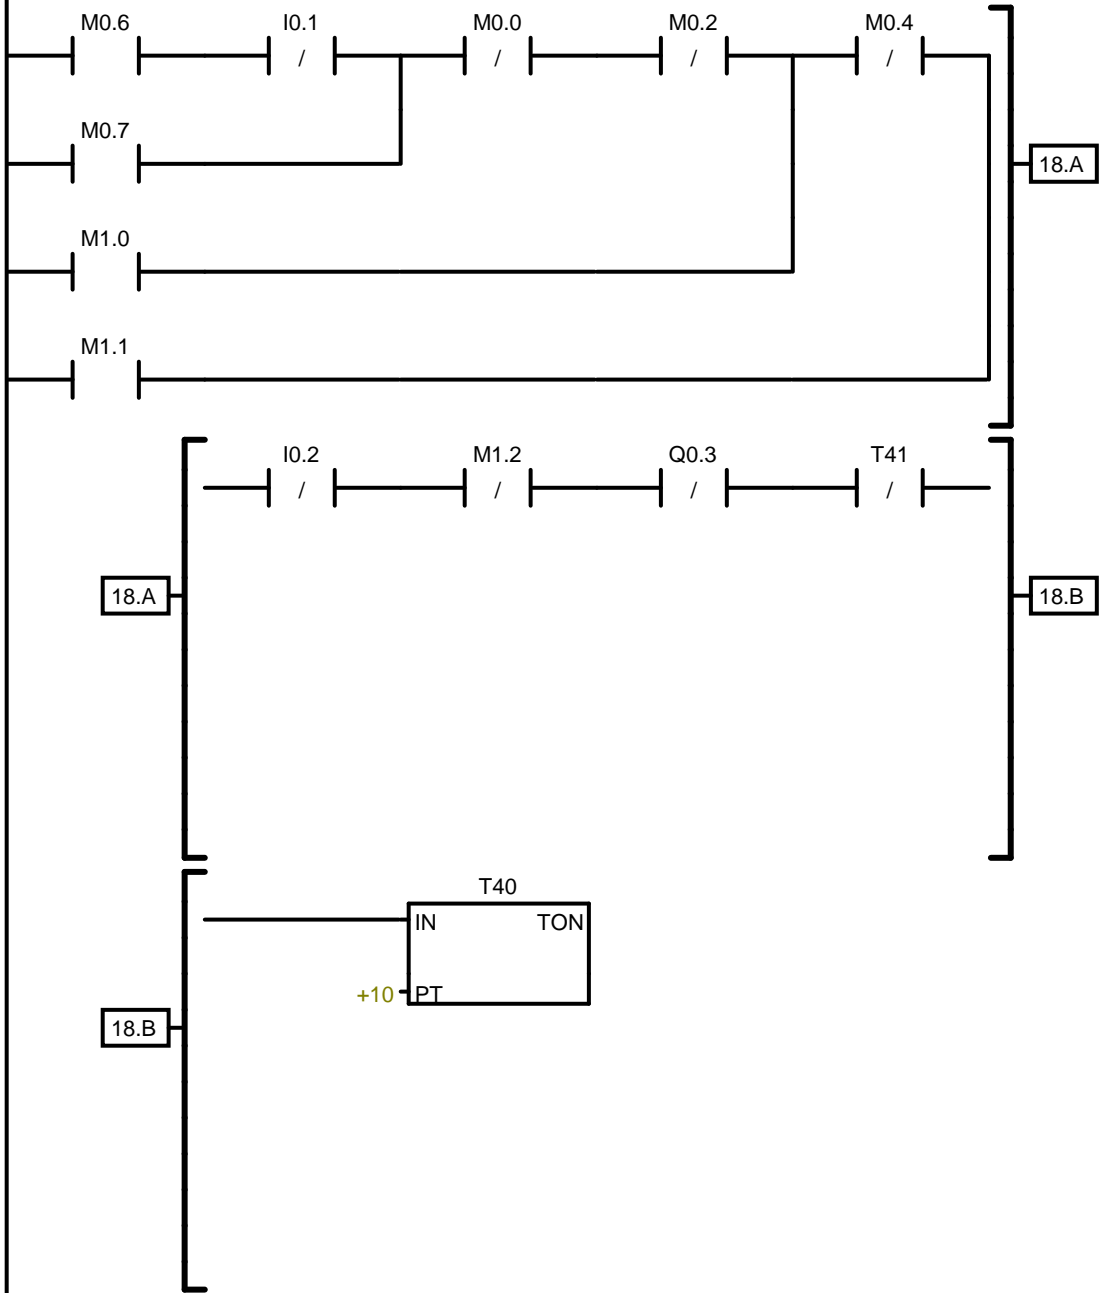 M0.6 I0.1 M0.0 M0.2 M0.4
/ / / /
M0.7
18.A
M1.0
M1.1
I0.2 M1.2 Q0.3 T41
/ / / /
18.A 18.B
T40
IN TON
+10 PT
18.B